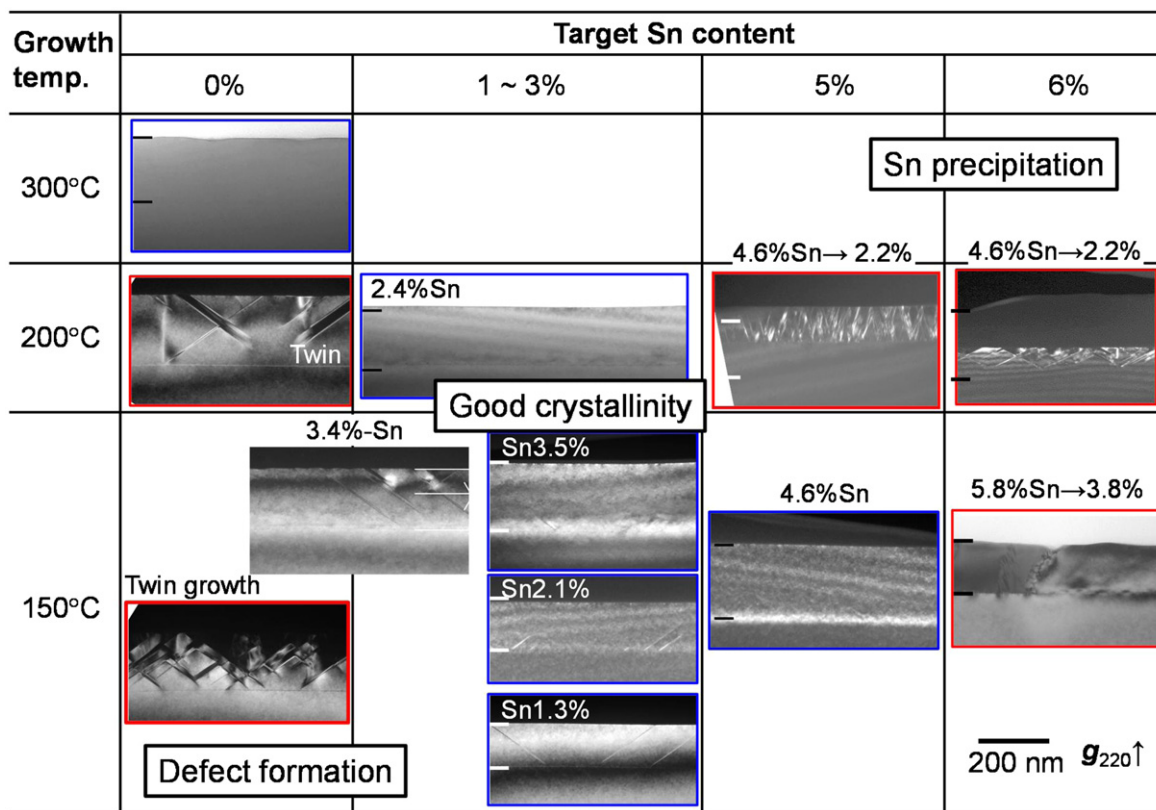 Growth
temp.
Target Sn content
0%
1 ~ 3%
5%
6%
300°C
Sn precipitation
4.6%Sn→ 2.2%
4.6%Sn→2.2%
200°C
Twin
2.4%Sn
Good crystallinity
3.4%-Sn
Sn3.5%
4.6%Sn
5.8%Sn→3.8%
150°C
Twin growth
Sn2.1%
Sn1.3%
Defect formation
200 nm
g220↑